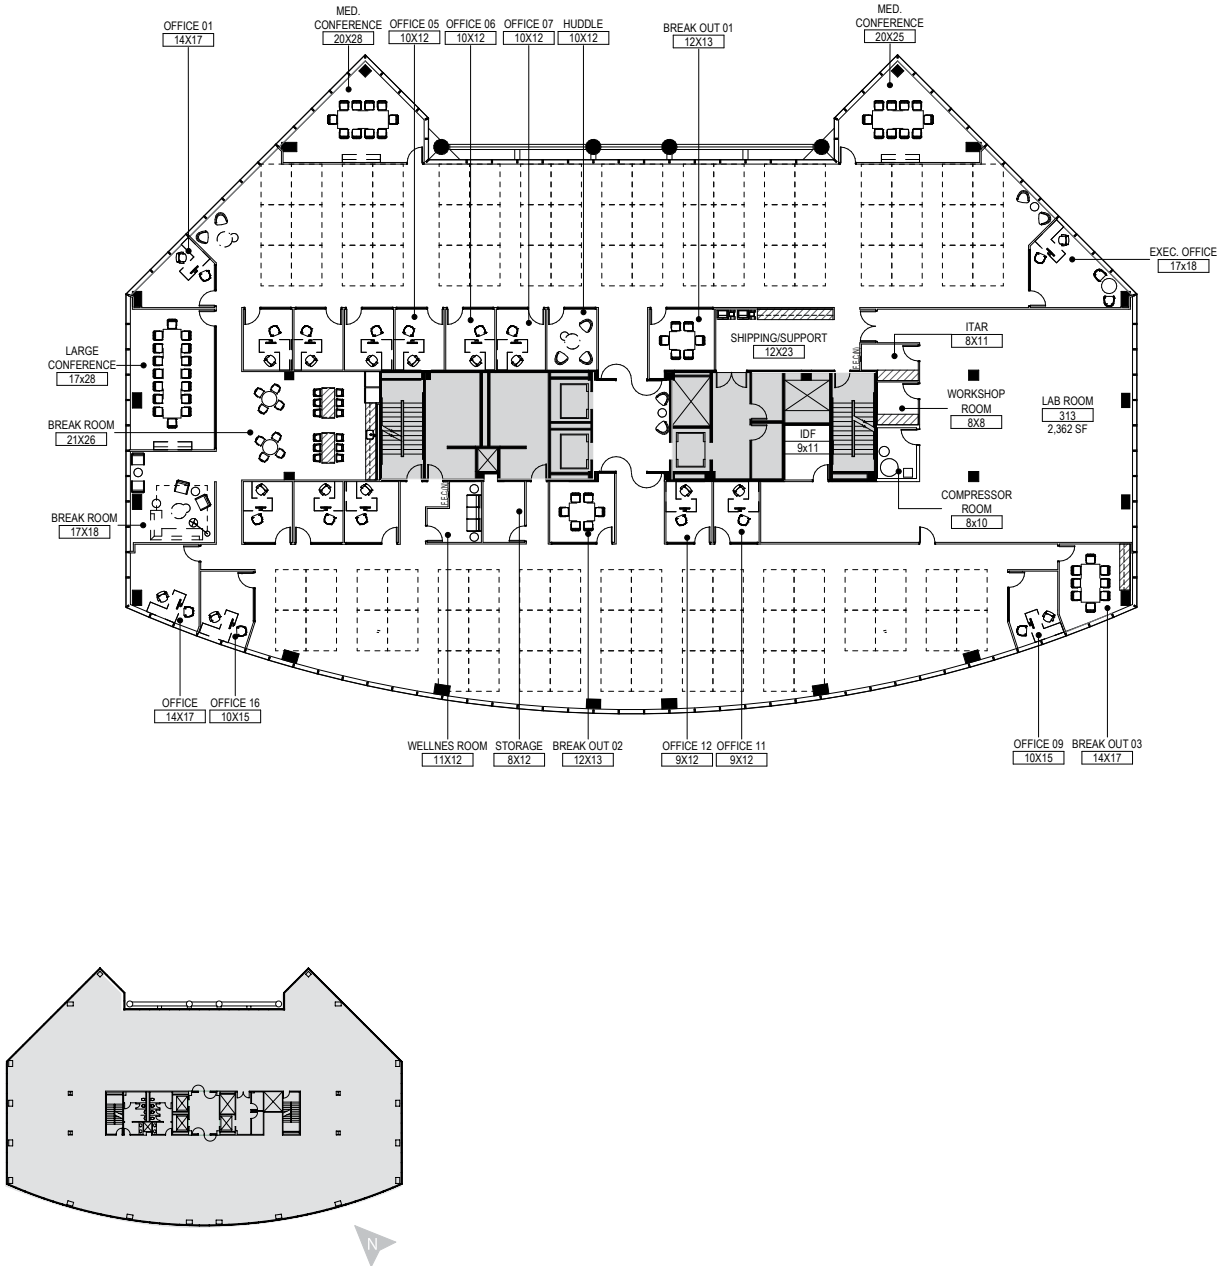 OFFICE 01
14X17
MED.
CONFERENCE
20X28
OFFICE 05
10X12
OFFICE 06
10X12
OFFICE 07
10X12
HUDDLE
10X12
BREAK OUT 01
12X13
MED.
CONFERENCE
20X25
EXEC. OFFICE
17x18
LARGE
CONFERENCE
17x28
SHIPPING/SUPPORT
12X23
F.E.C.(N)
ITAR
8X11
WORKSHOP
ROOM
8X8
LAB ROOM
313
2,362 SF
BREAK ROOM
21X26
IDF
9x11
COMPRESSOR
ROOM
8x10
F.E.C.(N)
BREAK ROOM
17X18
OFFICE
14X17
OFFICE 16
10X15
WELLNES ROOM
11X12
STORAGE
8X12
BREAK OUT 02
12X13
OFFICE 12
9X12
OFFICE 11
9X12
OFFICE 09
10X15
BREAK OUT 03
14X17
N